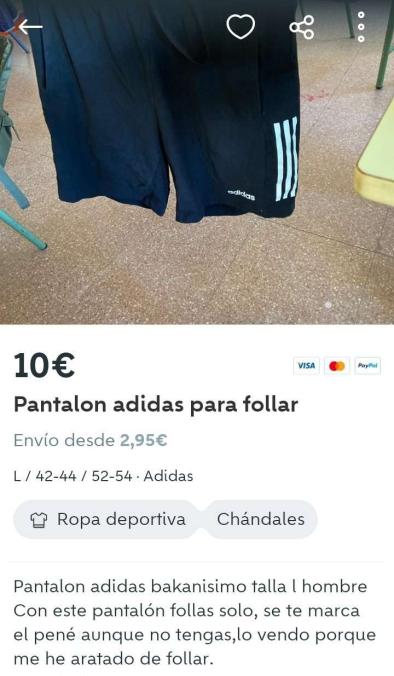 adidas
10€
VISA
PayPal
Pantalon adidas para follar
Envío desde 2,95€
L / 42-44 / 52-54 · Adidas
Ropa deportiva
Chándales
Pantalon adidas bakanisimo talla l hombre
Con este pantalón follas solo, se te marca
el pené aunque no tengas,lo vendo porque
me he aratado de follar.